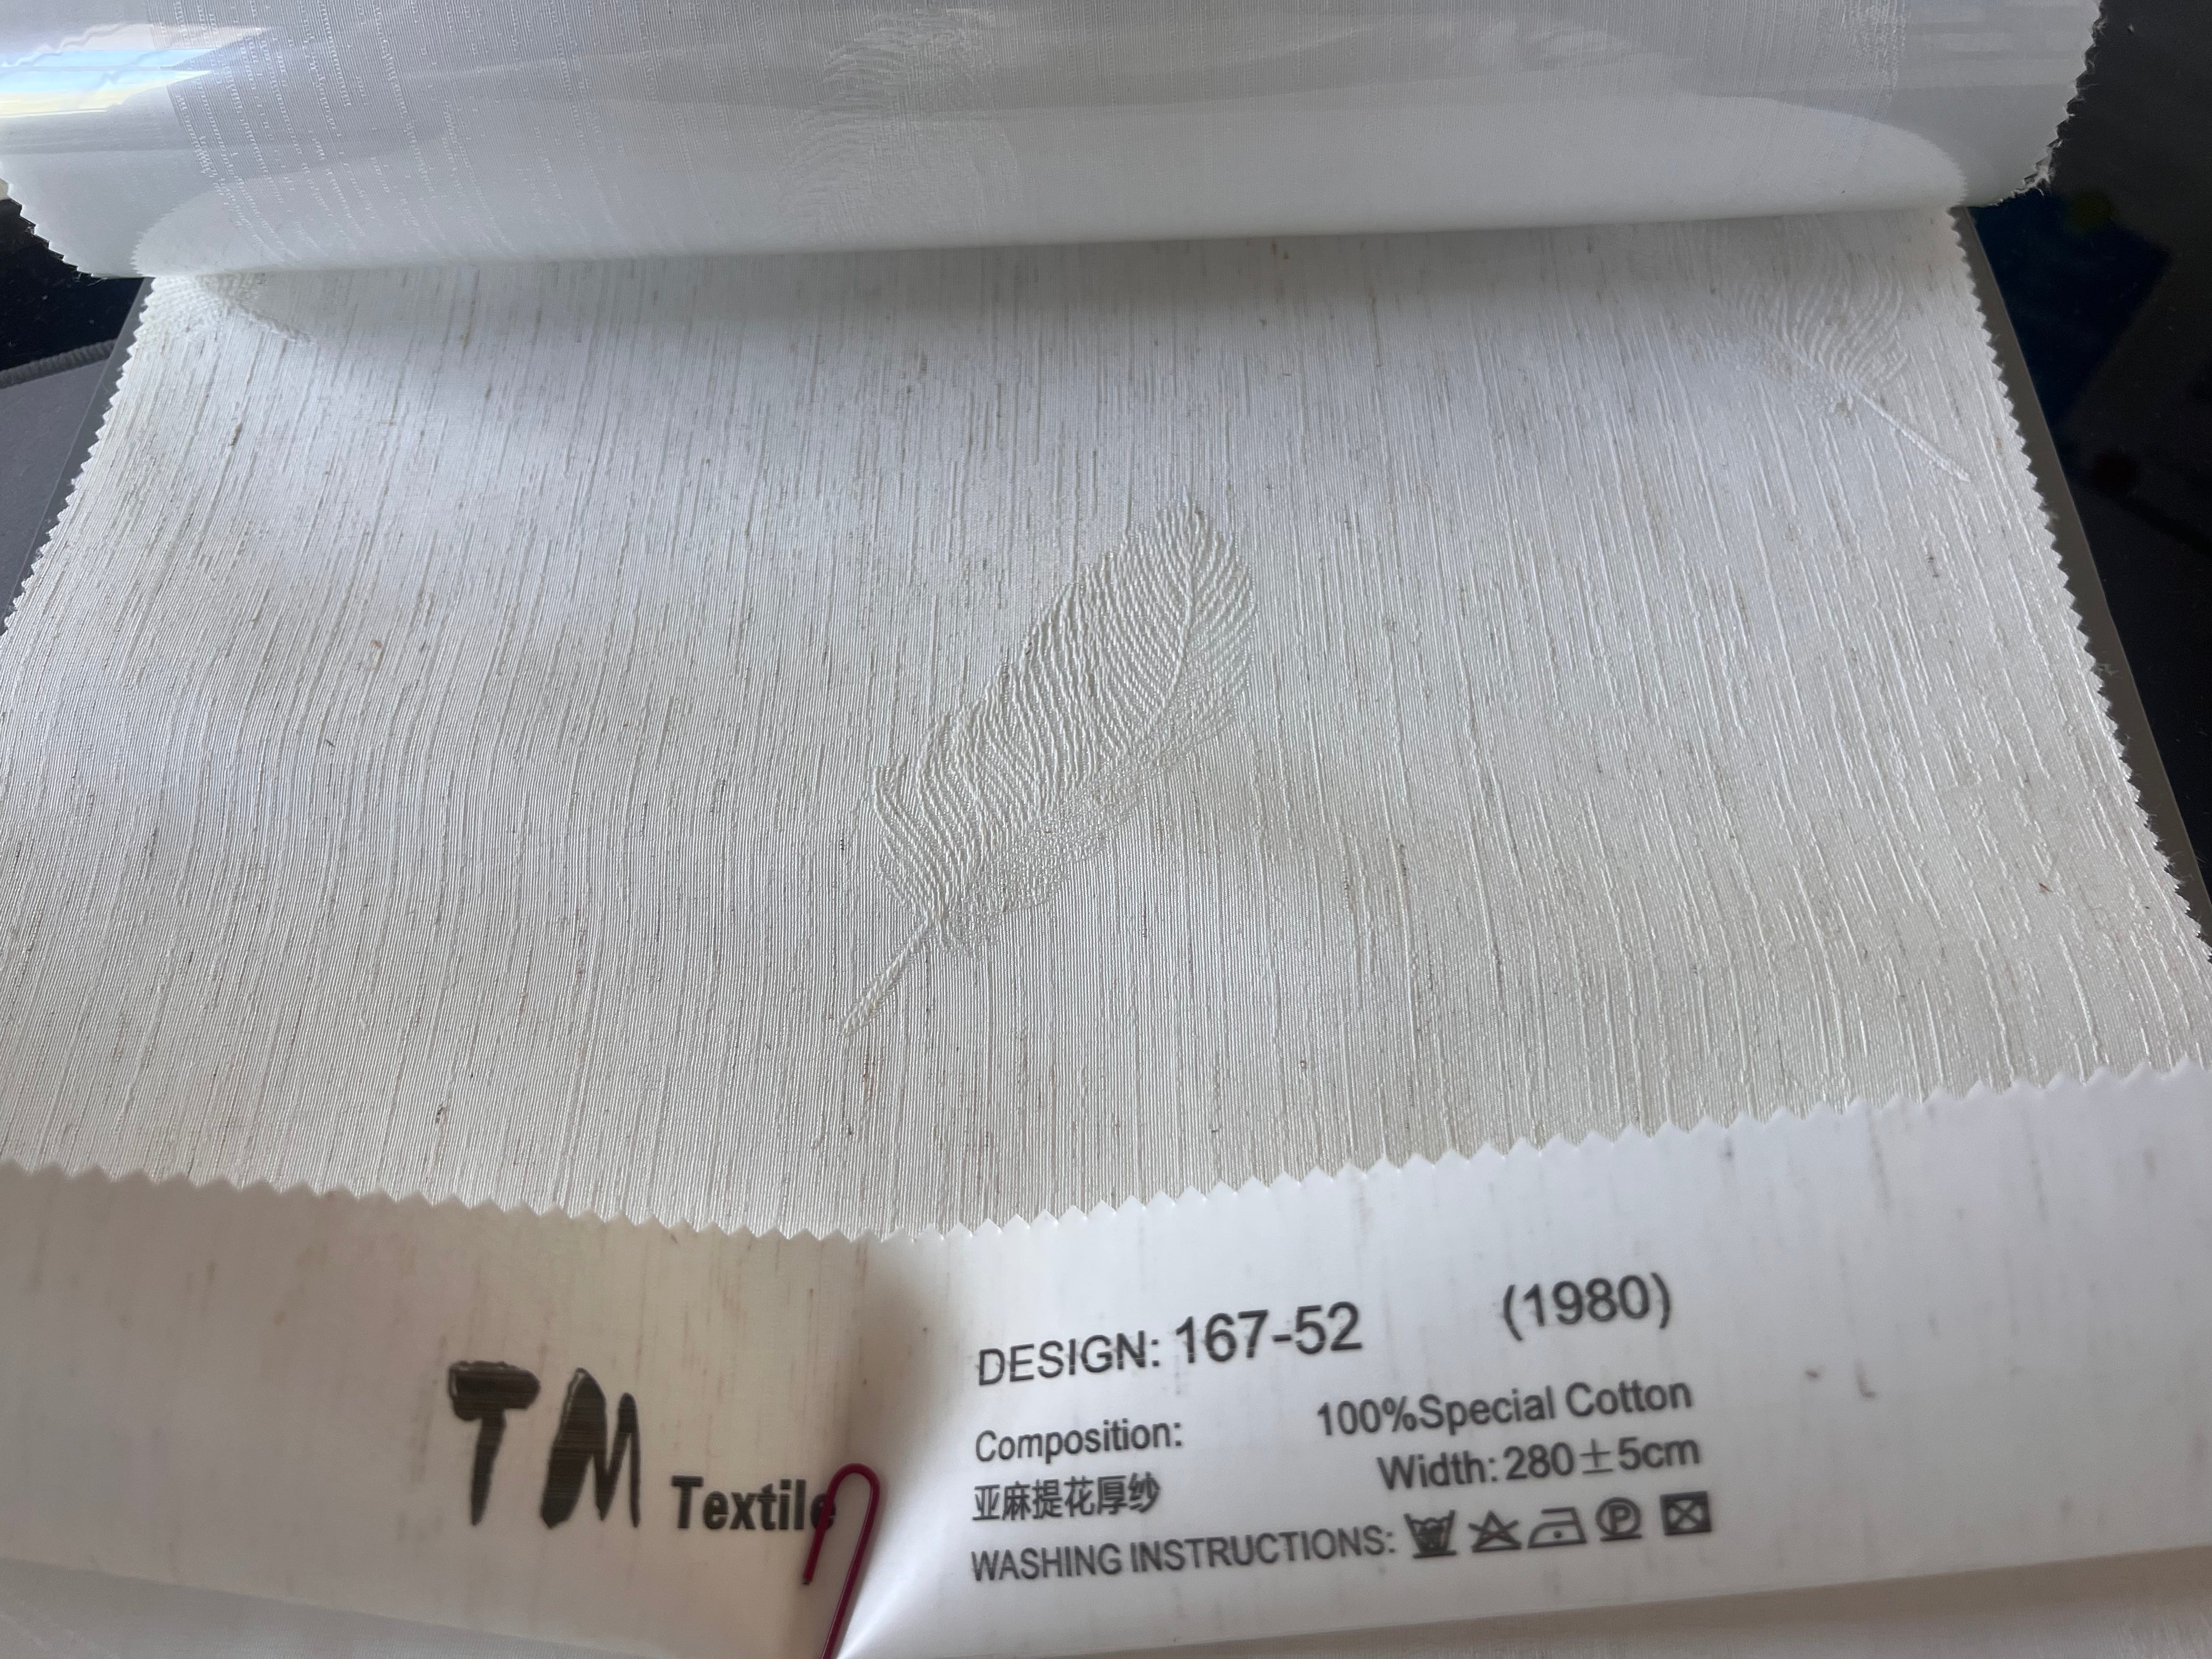 TM Textile
DESIGN: 167-52 (1980)
Composition: 100%Special Cotton
Width: 280±5cm
亚麻提花厚纱
WASHING INSTRUCTIONS: